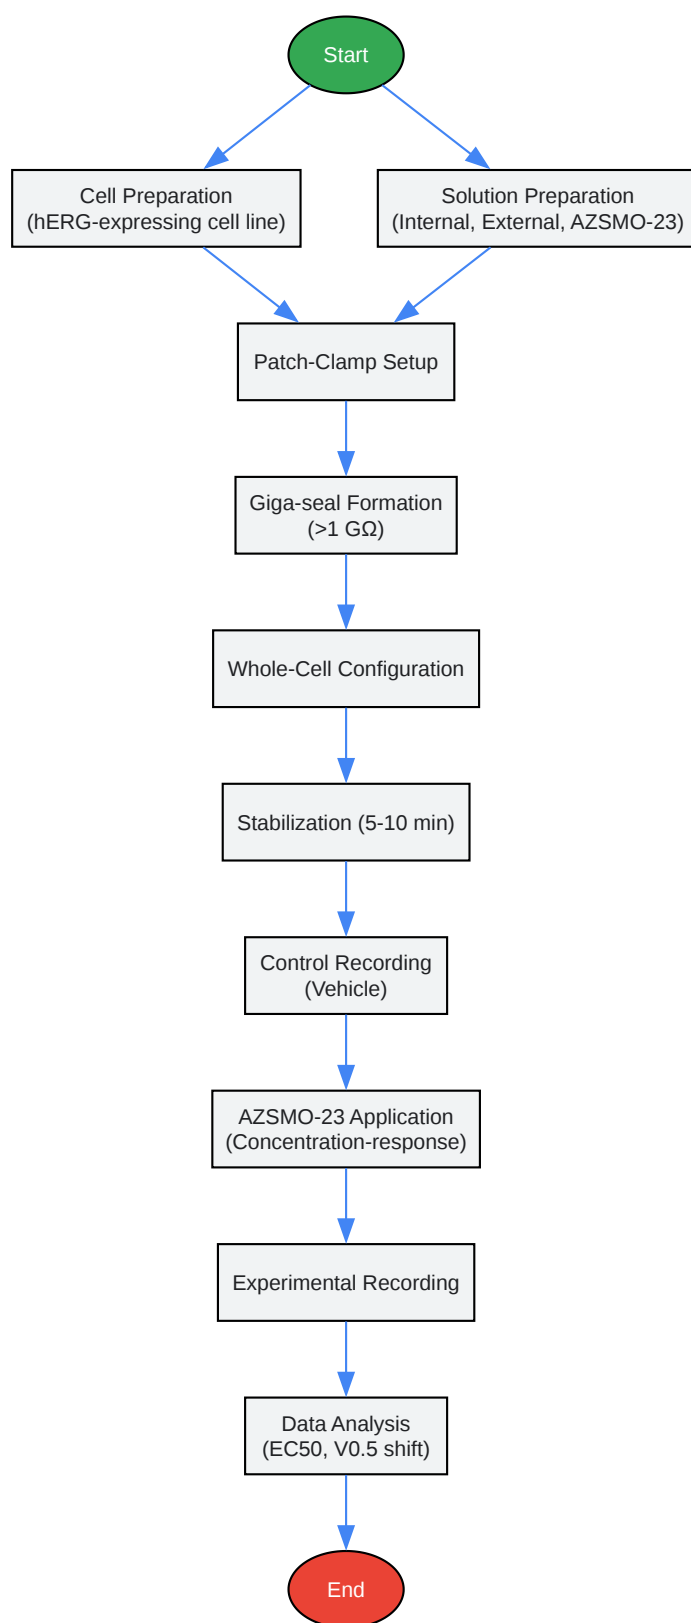 Start
Cell Preparation
(hERG-expressing cell line)
Solution Preparation
(Internal, External, AZSMO-23)
Patch-Clamp Setup
Giga-seal Formation
(>1 GΩ)
Whole-Cell Configuration
Stabilization (5-10 min)
Control Recording
(Vehicle)
AZSMO-23 Application
(Concentration-response)
Experimental Recording
Data Analysis
(EC50, V0.5 shift)
End